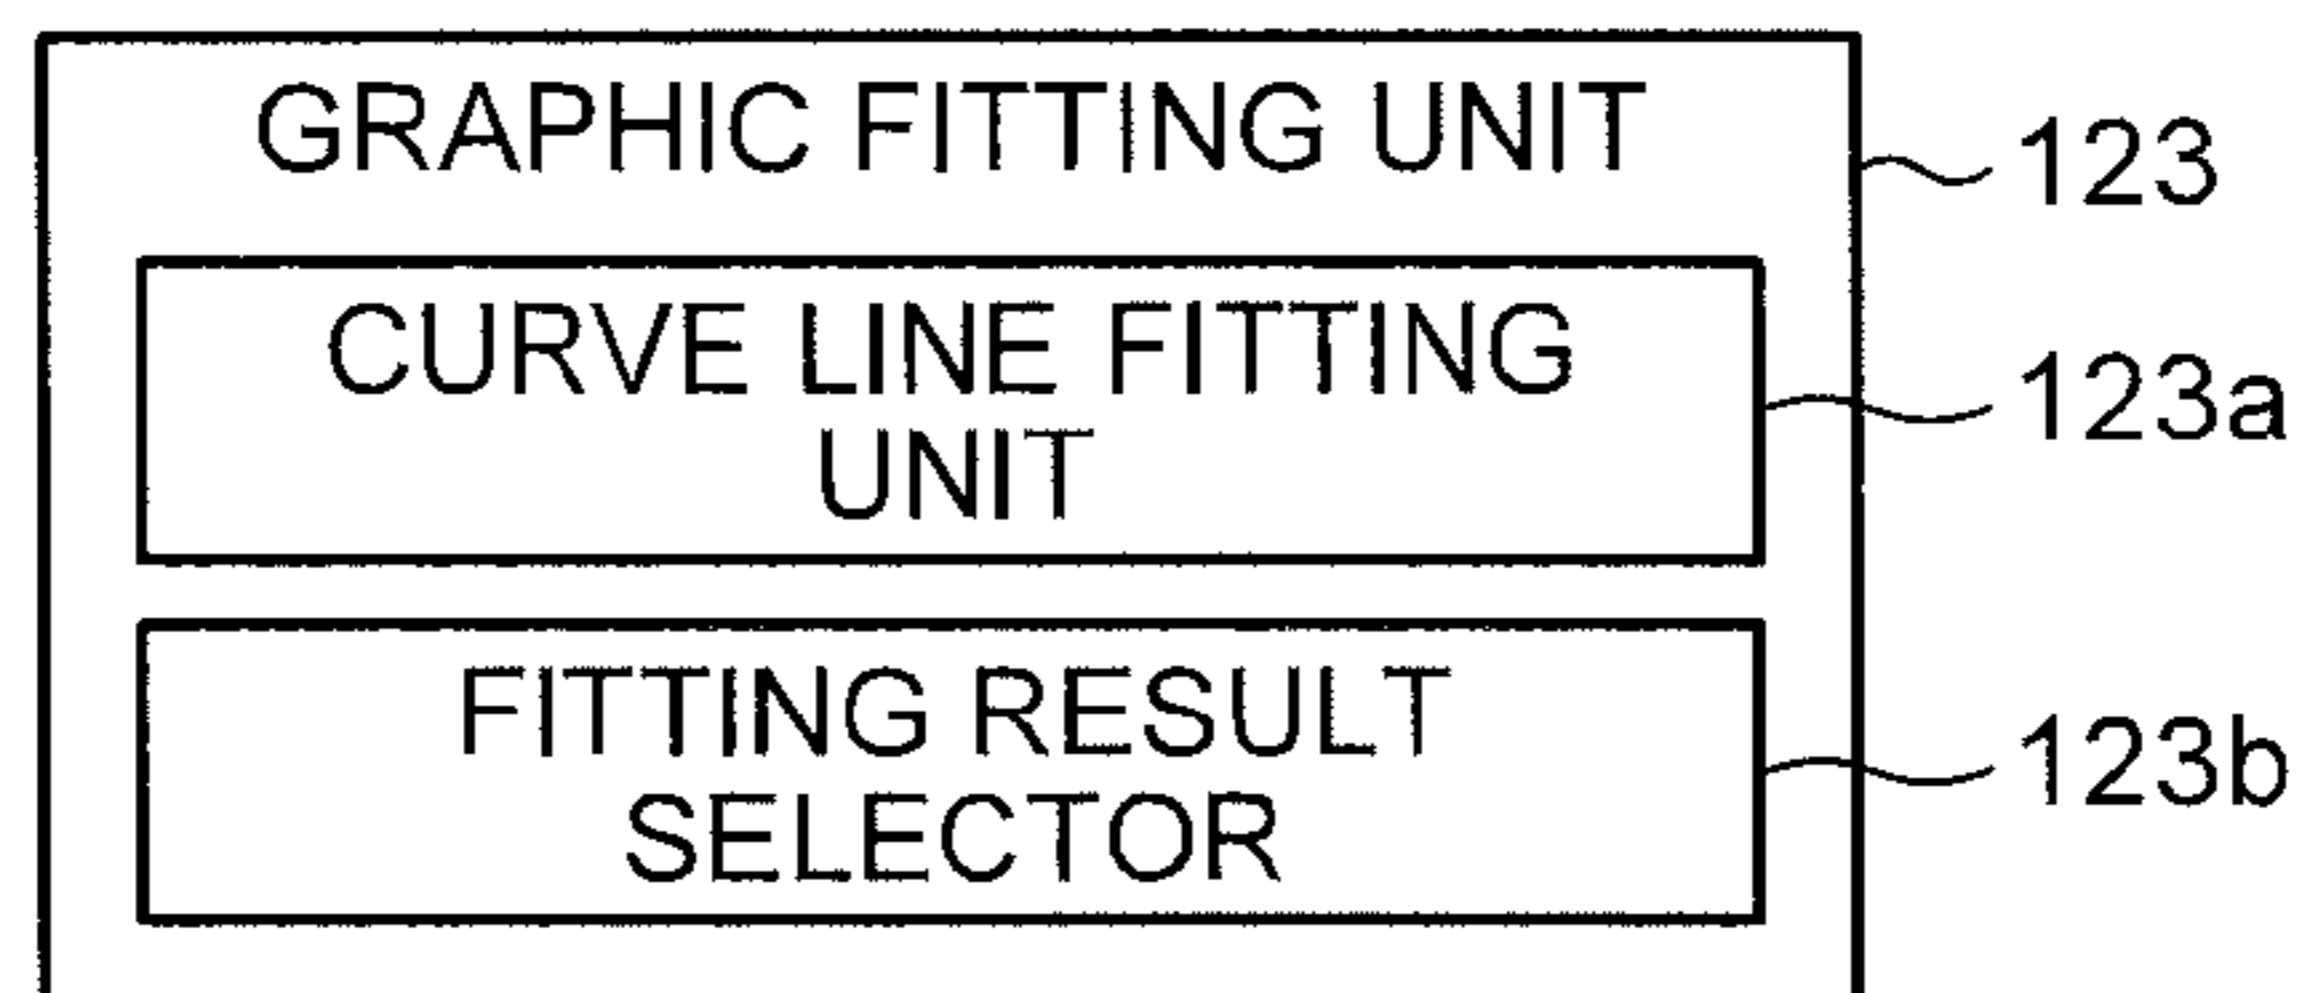 GRAPHIC FITTING UNIT
123
CURVE LINE FITTING
UNIT
123a
FITTING RESULT
SELECTOR
123b